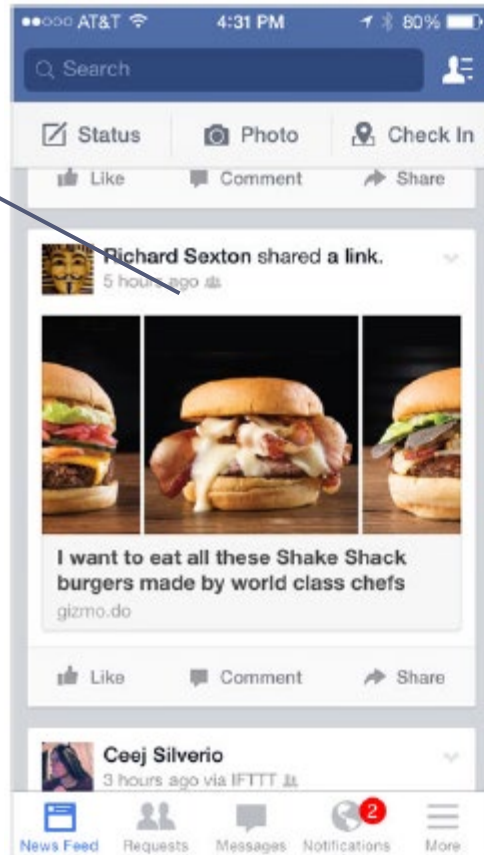 AT&T 4:31 PM 80%
Search
Status Photo Check In
Like Comment Share
Richard Sexton shared a link.
5 hours ago
I want to eat all these Shake Shack
burgers made by world class chefs
gizmo.do
Like Comment Share
Ceej Silverio
3 hours ago via IFTTT
2
News Feed Requests Messages Notifications More